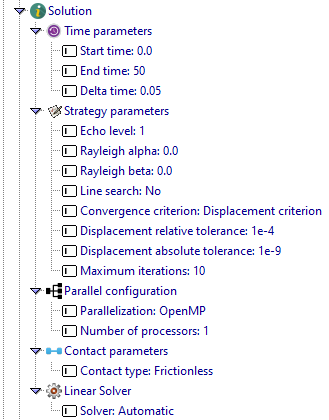 Solution
Time parameters
Start time: 0.0
End time: 50
Delta time: 0.05
Strategy parameters
Echo level: 1
Rayleigh alpha: 0.0
Rayleigh beta: 0.0
Line search: No
Convergence criterion: Displacement criterion
Displacement relative tolerance: 1e-4
Displacement absolute tolerance: 1e-9
Maximum iterations: 10
Parallel configuration
Parallelization: OpenMP
Number of processors: 1
Contact parameters
Contact type: Frictionless
Linear Solver
Solver: Automatic